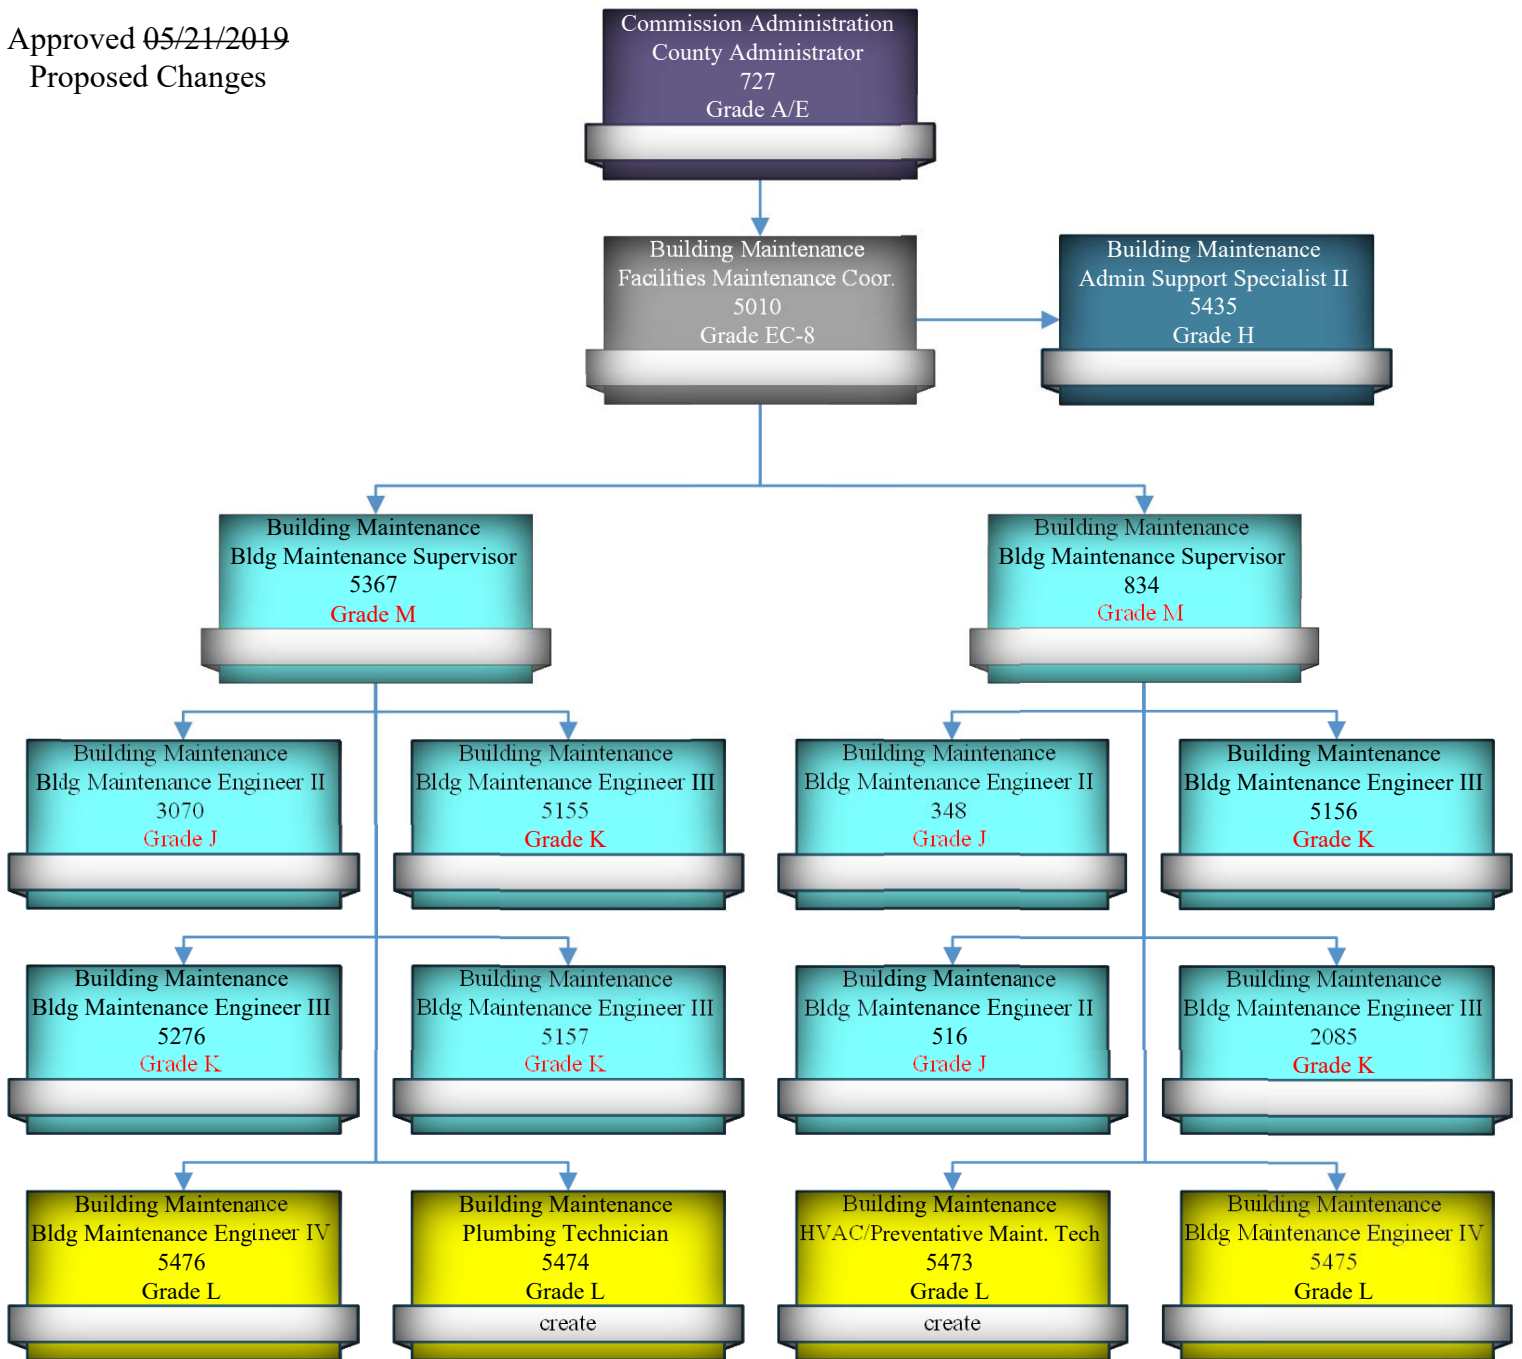 Approved 05/21/2019
Proposed Changes
Commission Administration
County Administrator
727
Grade A/E
Building Maintenance
Facilities Maintenance Coor.
5010
Grade EC-8
Building Maintenance
Admin Support Specialist II
5435
Grade H
Building Maintenance
Bldg Maintenance Supervisor
5367
Grade M
Building Maintenance
Bldg Maintenance Supervisor
834
Grade M
Building Maintenance
Bldg Maintenance Engineer II
3070
Grade J
Building Maintenance
Bldg Maintenance Engineer III
5155
Grade K
Building Maintenance
Bldg Maintenance Engineer II
348
Grade J
Building Maintenance
Bldg Maintenance Engineer III
5156
Grade K
Building Maintenance
Bldg Maintenance Engineer III
5276
Grade K
Building Maintenance
Bldg Maintenance Engineer III
5157
Grade K
Building Maintenance
Bldg Maintenance Engineer II
516
Grade J
Building Maintenance
Bldg Maintenance Engineer III
2085
Grade K
Building Maintenance
Bldg Maintenance Engineer IV
5476
Grade L
Building Maintenance
Plumbing Technician
5474
Grade L
create
Building Maintenance
HVAC/Preventative Maint. Tech
5473
Grade L
create
Building Maintenance
Bldg Maintenance Engineer IV
5475
Grade L